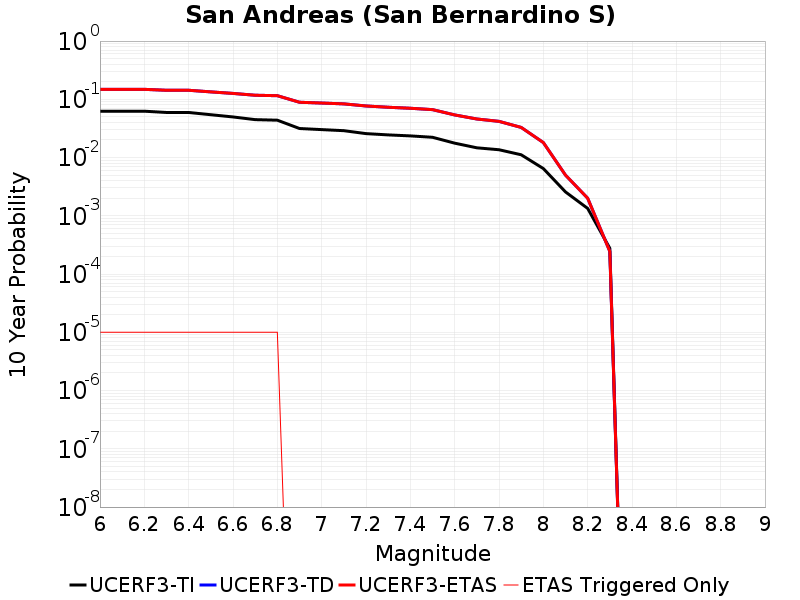 San Andreas (San Bernardino S)
10 Year Probability
10^0
10^-1
10^-2
10^-3
10^-4
10^-5
10^-6
10^-7
10^-8
6 6.2 6.4 6.6 6.8 7 7.2 7.4 7.6 7.8 8 8.2 8.4 8.6 8.8 9
Magnitude
UCERF3-TI UCERF3-TD UCERF3-ETAS ETAS Triggered Only